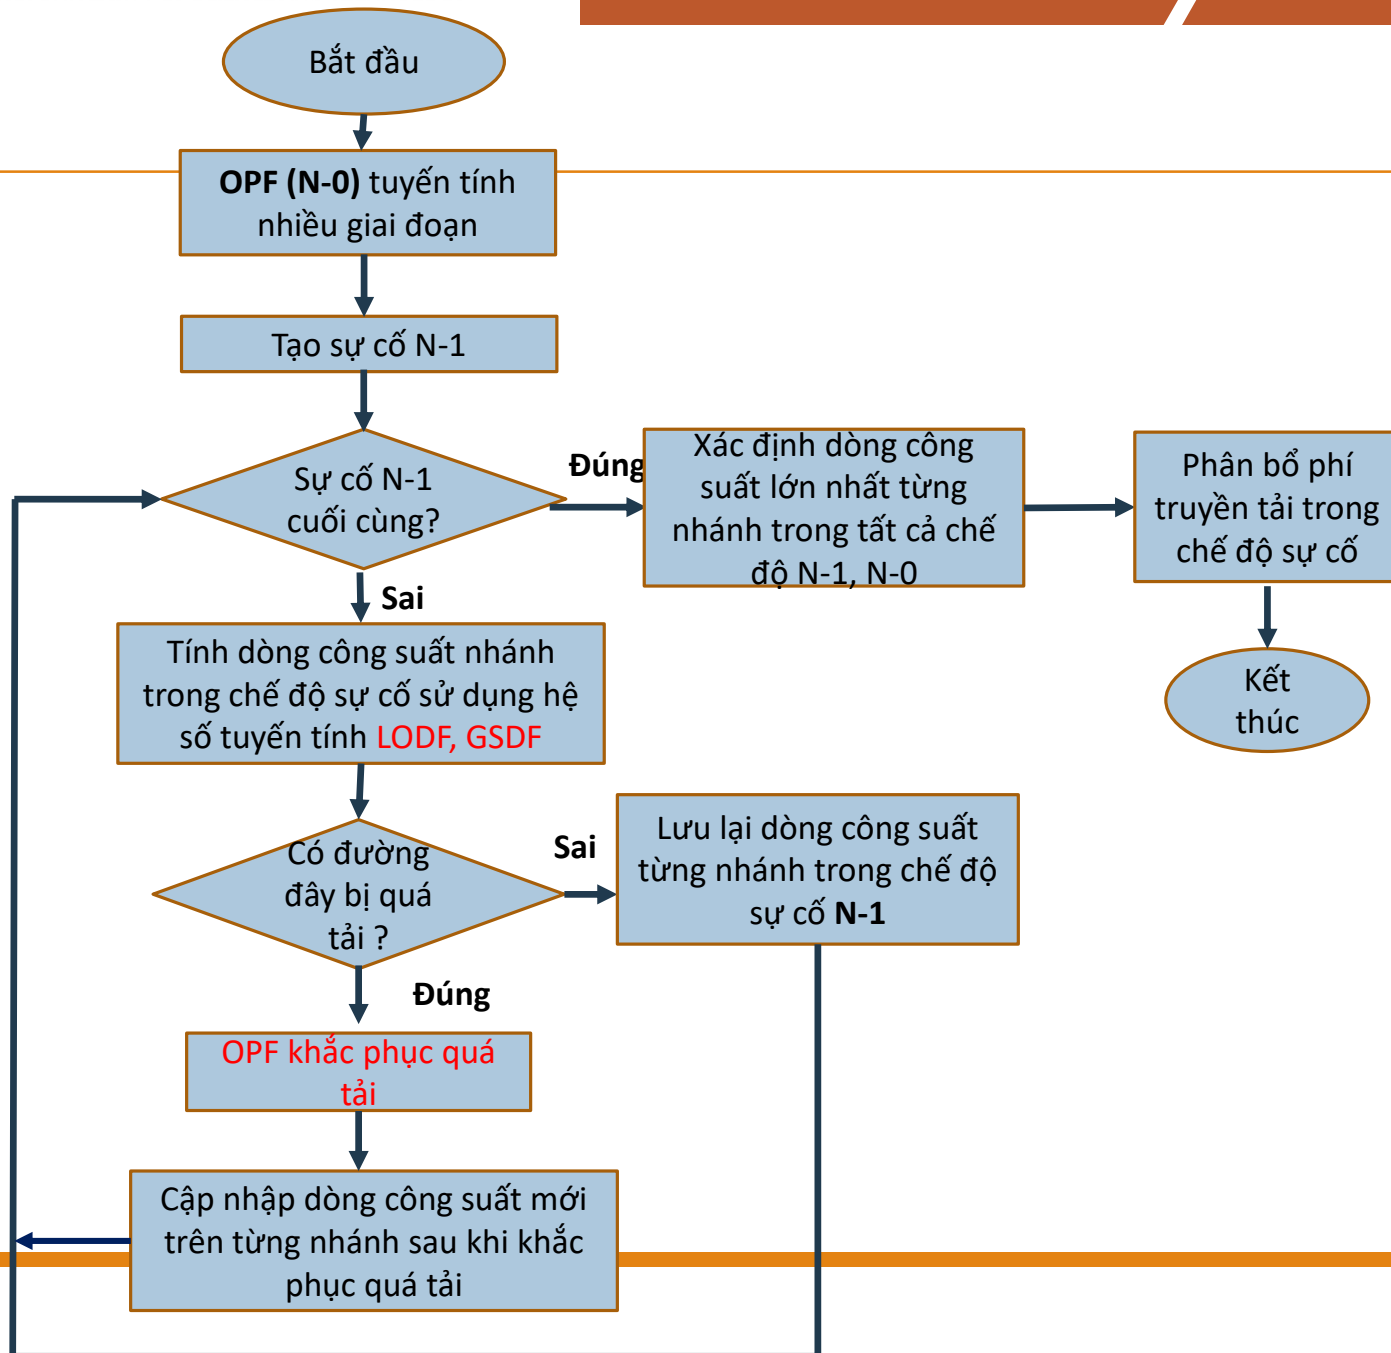 Bắt đầu
OPF (N-0) tuyến tính
nhiều giai đoạn
Tạo sự cố N-1
Sự cố N-1
cuối cùng?
Đúng
Xác định dòng công
suất lớn nhất từng
nhánh trong tất cả chế
độ N-1, N-0
Phân bổ phí
truyền tải trong
chế độ sự cố
Kết
thúc
Sai
Tính dòng công suất nhánh
trong chế độ sự cố sử dụng hệ
số tuyến tính LODF, GSDF
Có đường
đây bị quá
tải ?
Sai
Lưu lại dòng công suất
từng nhánh trong chế độ
sự cố N-1
Đúng
OPF khắc phục quá
tải
Cập nhập dòng công suất mới
trên từng nhánh sau khi khắc
phục quá tải